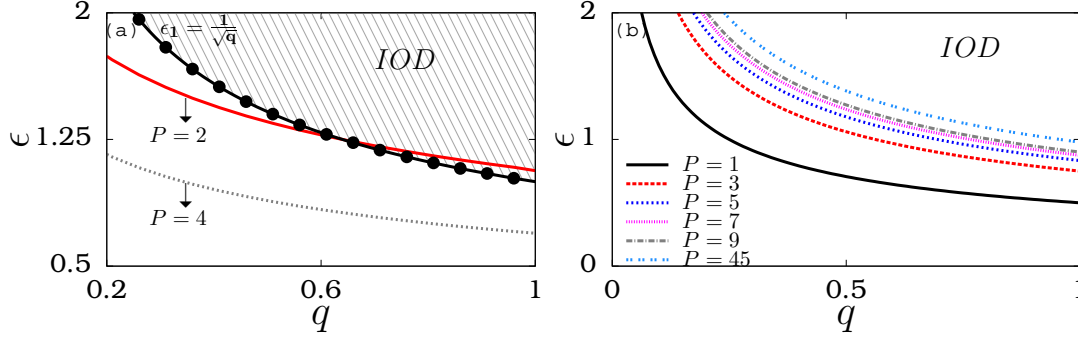 (a)
ϵ₁ = 1/√q
IOD
P = 2
P = 4
2
1.25
0.5
ϵ
0.2
0.6
1
q
(b)
IOD
P = 1
P = 3
P = 5
P = 7
P = 9
P = 45
2
1
0
ϵ
0
0.5
1
q